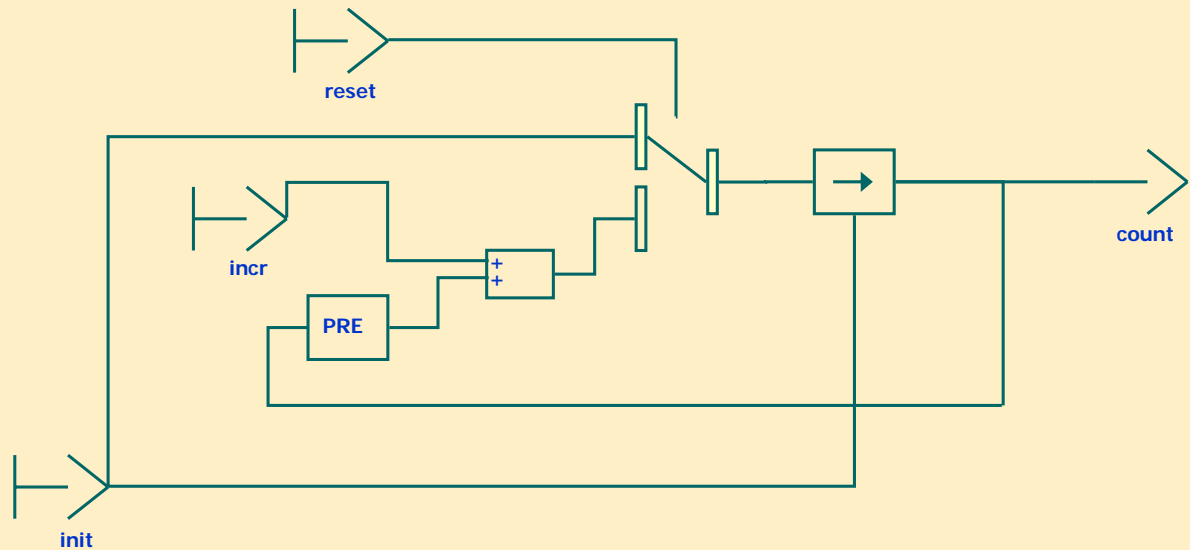 reset
incr
count
+
+
PRE
init